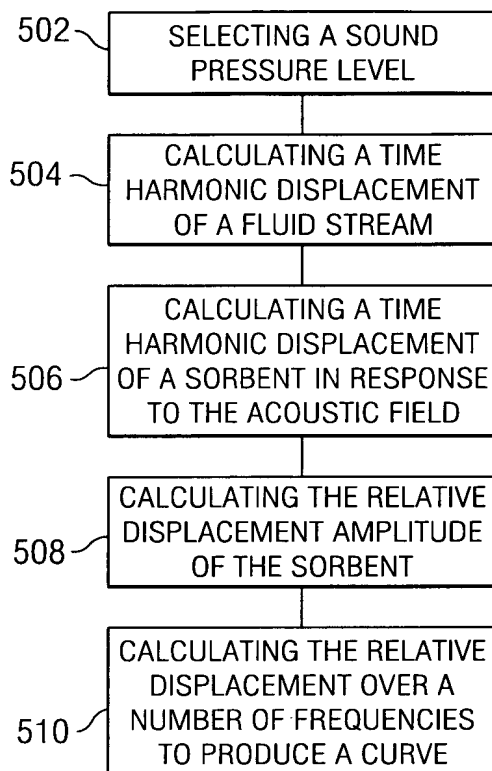 502
SELECTING A SOUND
PRESSURE LEVEL
504
CALCULATING A TIME
HARMONIC DISPLACEMENT
OF A FLUID STREAM
506
CALCULATING A TIME
HARMONIC DISPLACEMENT
OF A SORBENT IN RESPONSE
TO THE ACOUSTIC FIELD
508
CALCULATING THE RELATIVE
DISPLACEMENT AMPLITUDE
OF THE SORBENT
510
CALCULATING THE RELATIVE
DISPLACEMENT OVER A
NUMBER OF FREQUENCIES
TO PRODUCE A CURVE